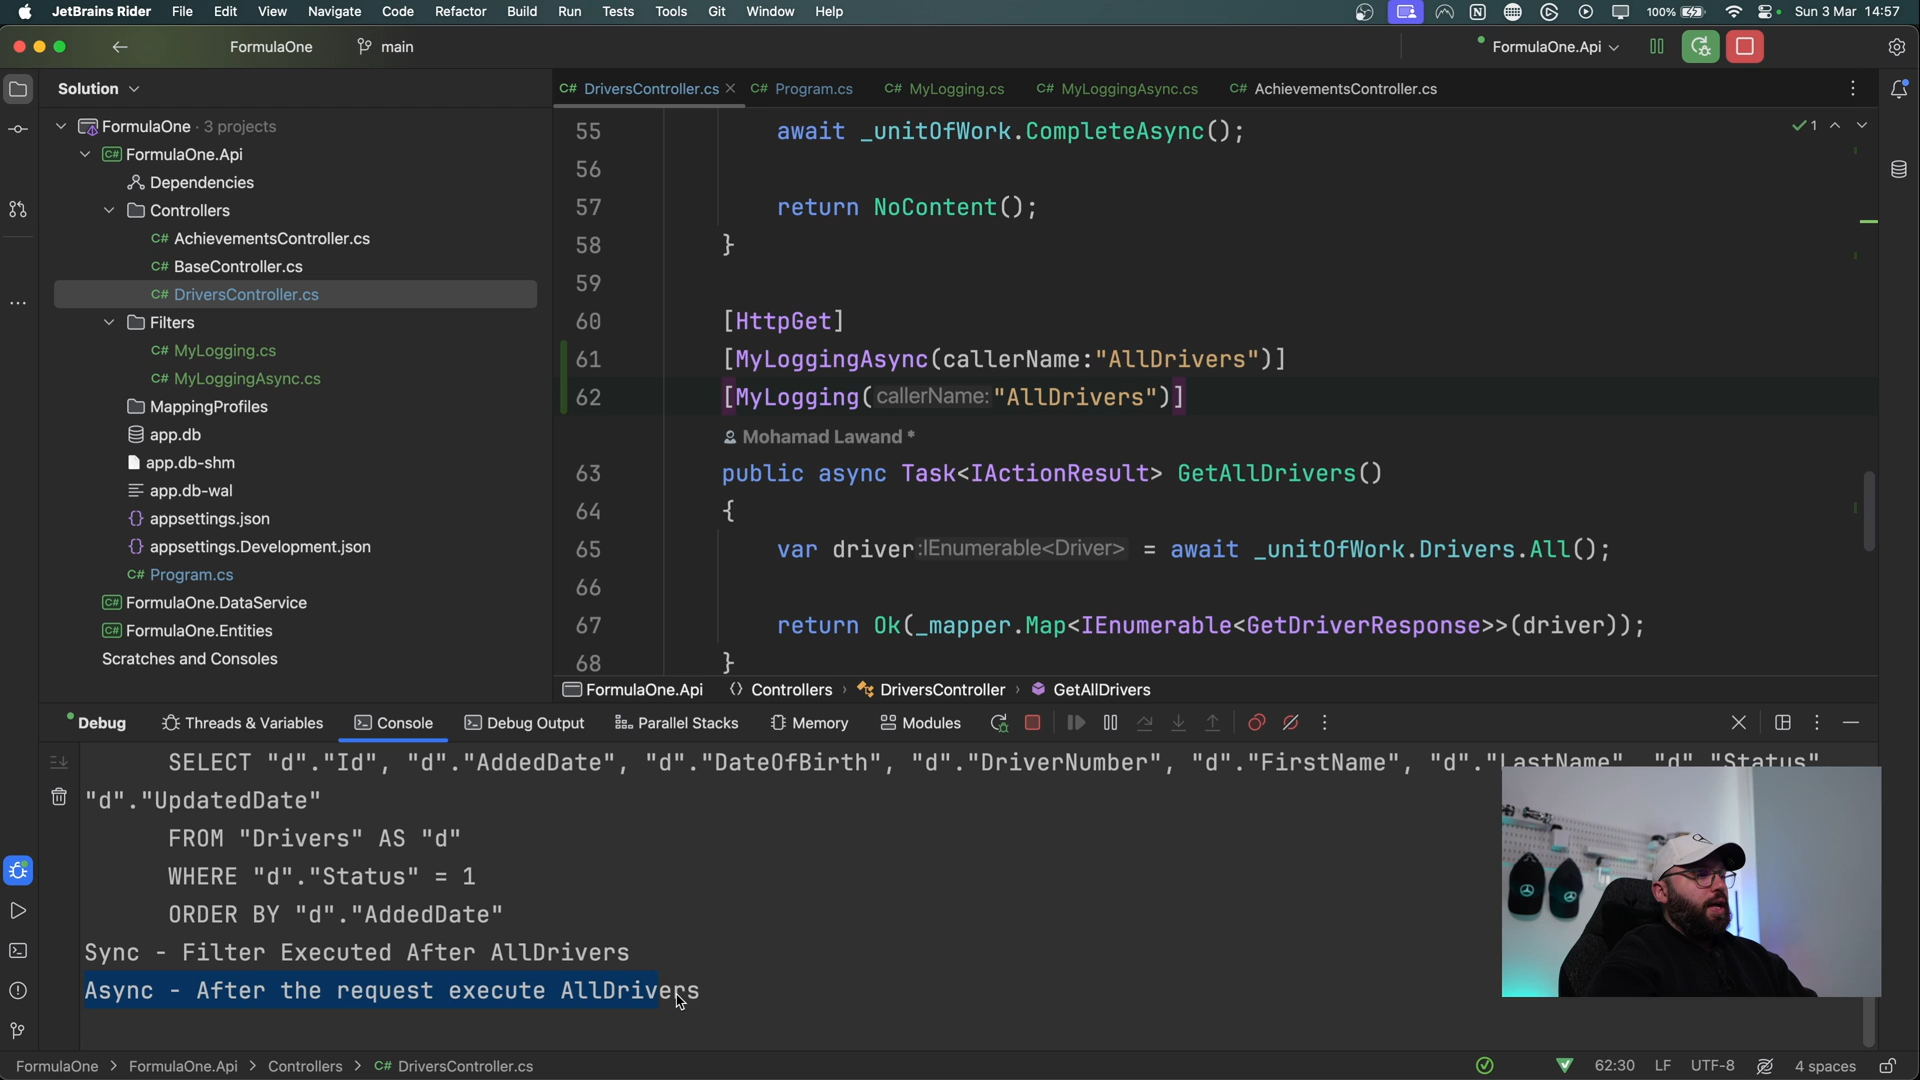 JetBrains Rider File Edit View Navigate Code Refactor Build Run Tests Tools Git Window Help 100% Sun 3 Mar 14:57
FormulaOne main FormulaOne.Api
Solution
C# DriversController.cs C# Program.cs C# MyLogging.cs C# MyLoggingAsync.cs C# AchievementsController.cs
FormulaOne · 3 projects
C# FormulaOne.Api
Dependencies
Controllers
C# AchievementsController.cs
C# BaseController.cs
C# DriversController.cs
Filters
C# MyLogging.cs
C# MyLoggingAsync.cs
MappingProfiles
app.db
app.db-shm
app.db-wal
{} appsettings.json
{} appsettings.Development.json
C# Program.cs
C# FormulaOne.DataService
C# FormulaOne.Entities
Scratches and Consoles
1
55 await _unitOfWork.CompleteAsync();
56
57 return NoContent();
58 }
59
60 [HttpGet]
61 [MyLoggingAsync(callerName:"AllDrivers")]
62 [MyLogging(callerName:"AllDrivers")]
Mohamad Lawand *
63 public async Task<IActionResult> GetAllDrivers()
64 {
65 var driver:IEnumerable<Driver> = await _unitOfWork.Drivers.All();
66
67 return Ok(_mapper.Map<IEnumerable<GetDriverResponse>>(driver));
68 }
FormulaOne.Api Controllers › DriversController › GetAllDrivers
Debug Threads & Variables Console Debug Output Parallel Stacks Memory Modules
SELECT "d"."Id", "d"."AddedDate", "d"."DateOfBirth", "d"."DriverNumber", "d"."FirstName", "d"."LastName", "d"."Status",
"d"."UpdatedDate"
FROM "Drivers" AS "d"
WHERE "d"."Status" = 1
ORDER BY "d"."AddedDate"
Sync - Filter Executed After AllDrivers
Async - After the request execute AllDrivers
FormulaOne > FormulaOne.Api > Controllers > C# DriversController.cs 62:30 LF UTF-8 4 spaces